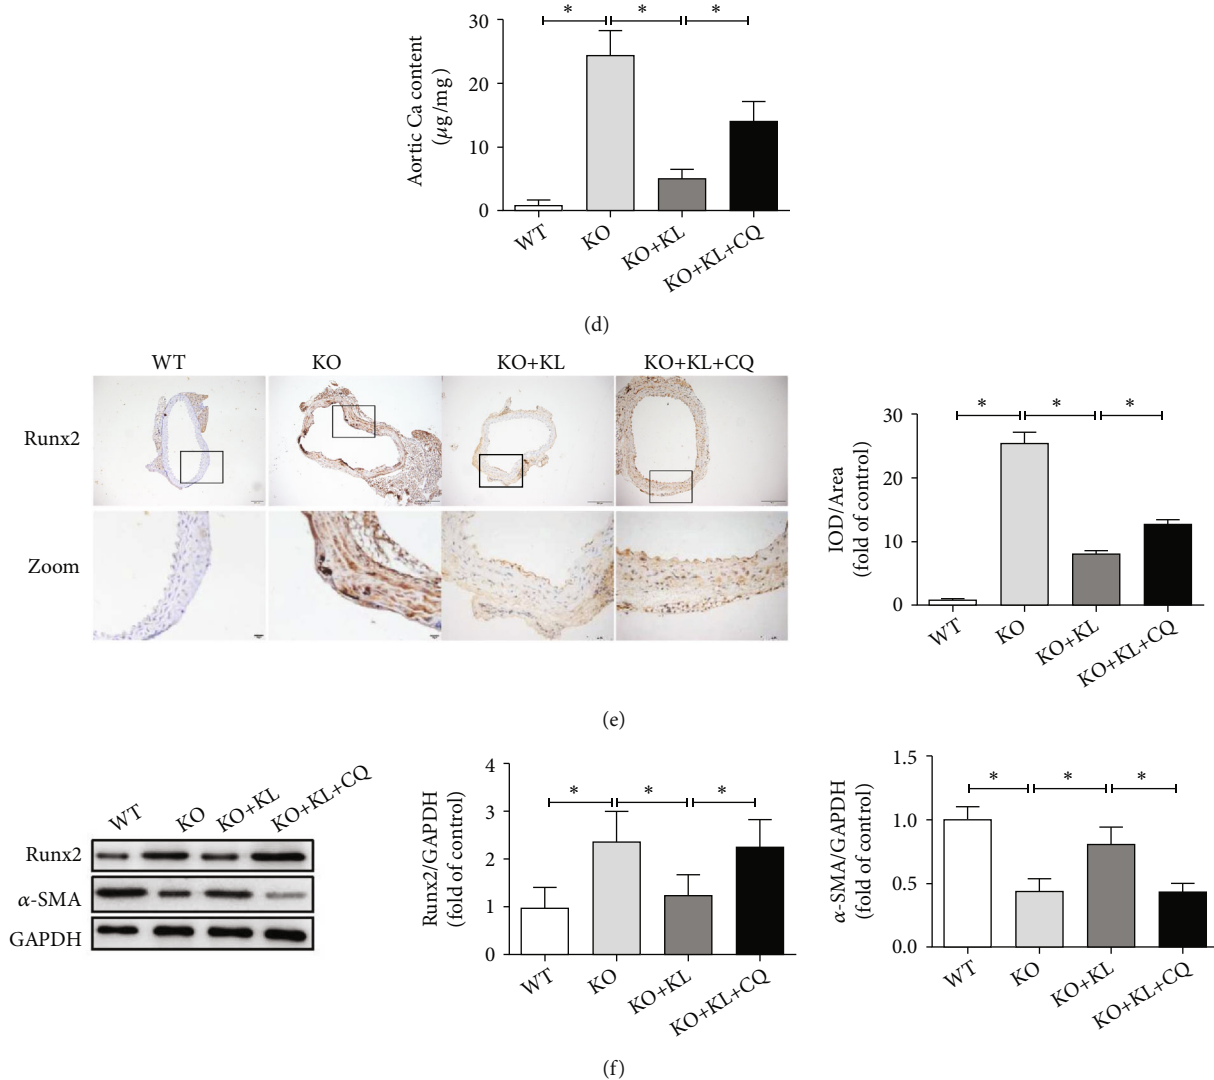 * * *
30
20
10
0
Aortic Ca content
(μg/mg)
WT
KO
KO+KL
KO+KL+CQ
(d)
WT KO KO+KL KO+KL+CQ
Runx2
Zoom
* * *
30
20
10
0
IOD/Area
(fold of control)
WT
KO
KO+KL
KO+KL+CQ
(e)
WT KO KO+KL KO+KL+CQ
Runx2
α-SMA
GAPDH
* * *
4
3
2
1
0
Runx2/GAPDH
(fold of control)
WT
KO
KO+KL
KO+KL+CQ
* * *
1.5
1.0
0.5
0.0
α-SMA/GAPDH
(fold of control)
WT
KO
KO+KL
KO+KL+CQ
(f)